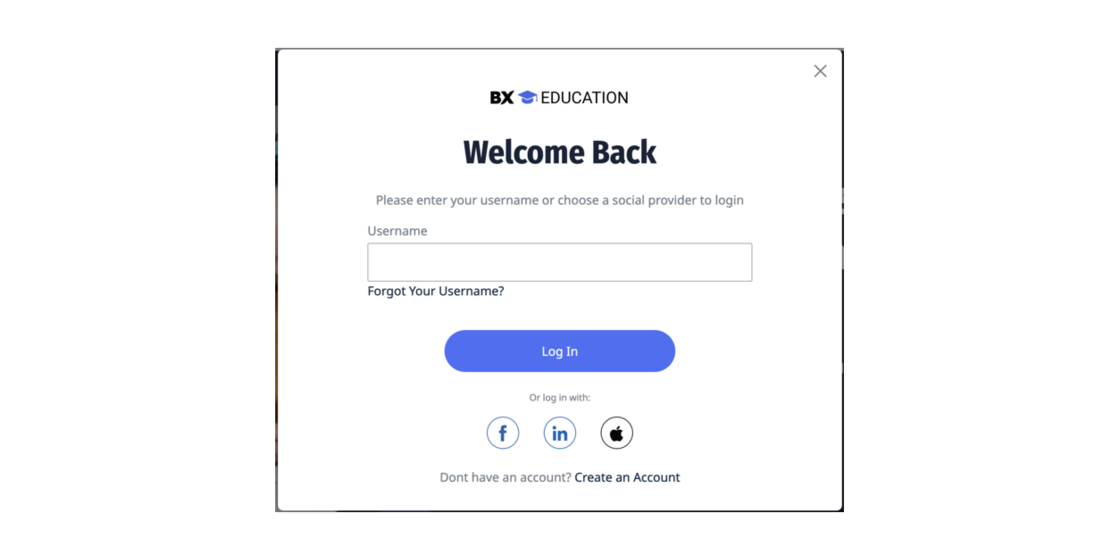 BX EDUCATION
Welcome Back
Please enter your username or choose a social provider to login
Username
Forgot Your Username?
Log In
Or log in with:
f in
Dont have an account? Create an Account